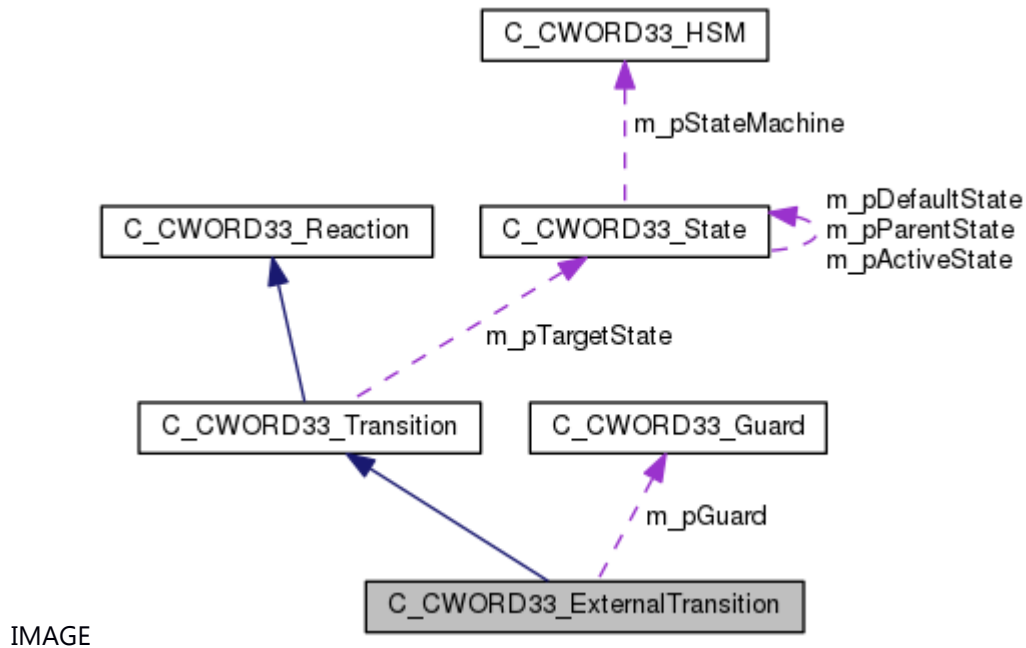 C_CWORD33_HSM
m_pStateMachine
C_CWORD33_Reaction
C_CWORD33_State
m_pDefaultState
m_pParentState
m_pActiveState
m_pTargetState
C_CWORD33_Transition
C_CWORD33_Guard
m_pGuard
C_CWORD33_ExternalTransition
IMAGE